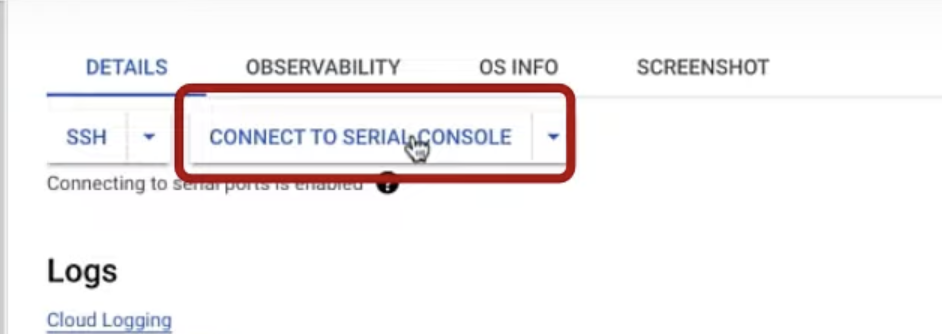 DETAILS OBSERVABILITY OS INFO SCREENSHOT
SSH CONNECT TO SERIAL CONSOLE
Connecting to serial ports is enabled ?
Logs
Cloud Logging